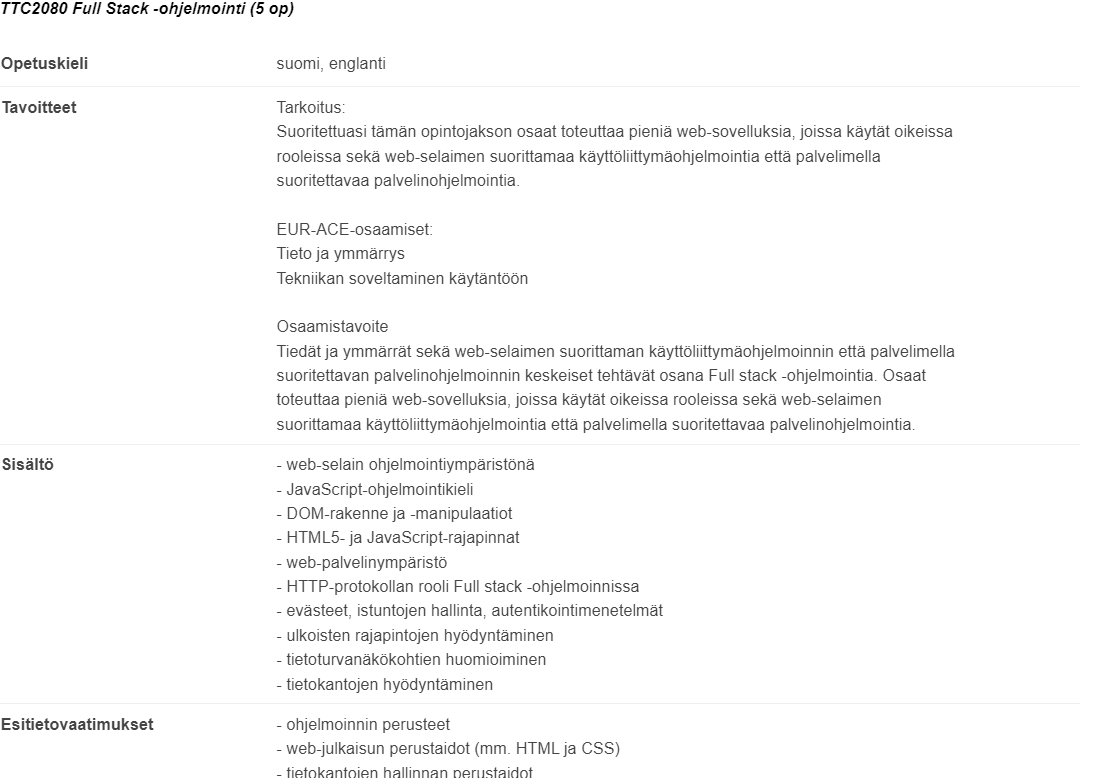 TTC2080 Full Stack -ohjelmointi (5 op)
Opetuskieli suomi, englanti
Tavoitteet Tarkoitus:
Suoritettuasi tämän opintojakson osaat toteuttaa pieniä web-sovelluksia, joissa käytät oikeissa
rooleissa sekä web-selaimen suorittamaa käyttöliittymäohjelmointia että palvelimella
suoritettavaa palvelinohjelmointia.
EUR-ACE-osaamiset:
Tieto ja ymmärrys
Tekniikan soveltaminen käytäntöön
Osaamistavoite
Tiedät ja ymmärrät sekä web-selaimen suorittaman käyttöliittymäohjelmoinnin että palvelimella
suoritettavan palvelinohjelmoinnin keskeiset tehtävät osana Full stack -ohjelmointia. Osaat
toteuttaa pieniä web-sovelluksia, joissa käytät oikeissa rooleissa sekä web-selaimen
suorittamaa käyttöliittymäohjelmointia että palvelimella suoritettavaa palvelinohjelmointia.
Sisältö - web-selain ohjelmointiympäristönä
- JavaScript-ohjelmointikieli
- DOM-rakenne ja -manipulaatiot
- HTML5- ja JavaScript-rajapinnat
- web-palvelinympäristö
- HTTP-protokollan rooli Full stack -ohjelmoinnissa
- evästeet, istuntojen hallinta, autentikointimenetelmät
- ulkoisten rajapintojen hyödyntäminen
- tietoturvanäkökohtien huomioiminen
- tietokantojen hyödyntäminen
Esitietovaatimukset - ohjelmoinnin perusteet
- web-julkaisun perustaidot (mm. HTML ja CSS)
- tietokantojen hallinnan perustaidot